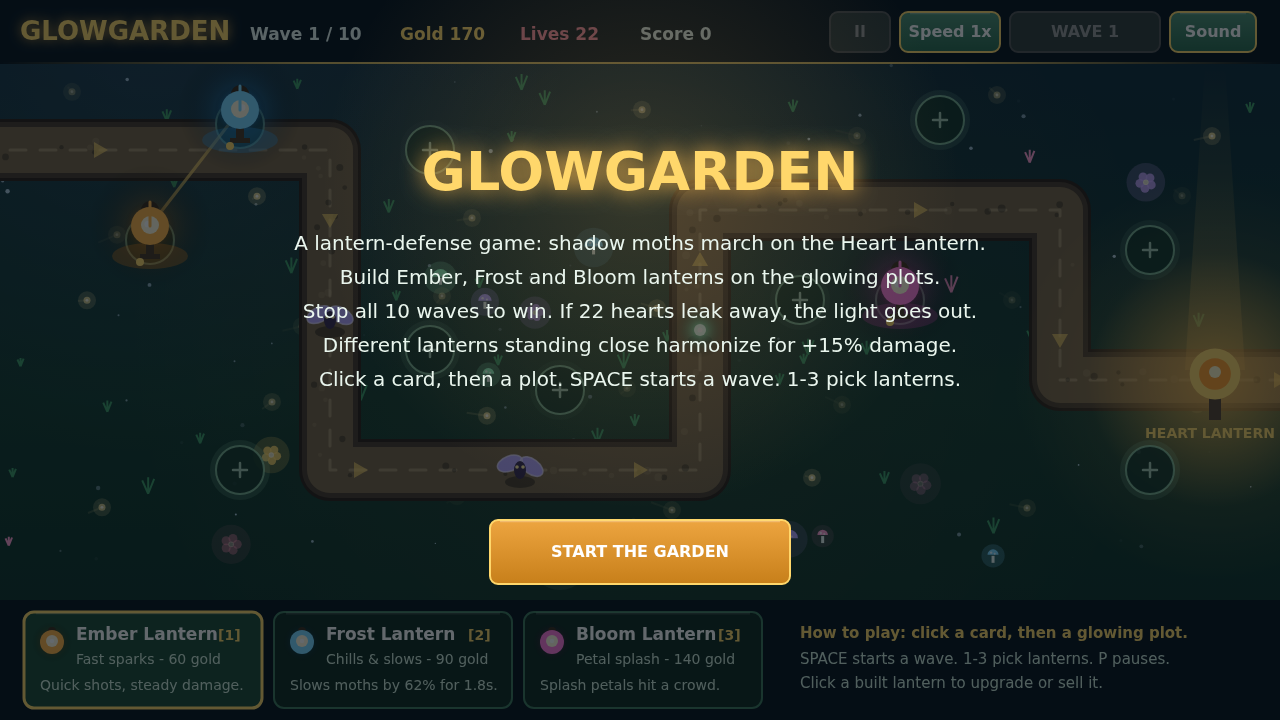 GLOWGARDEN
Wave 1 / 10
Gold 170
Lives 22
Score 0
II
Speed 1x
WAVE 1
Sound
GLOWGARDEN
A lantern-defense game: shadow moths march on the Heart Lantern.
Build Ember, Frost and Bloom lanterns on the glowing plots.
Stop all 10 waves to win. If 22 hearts leak away, the light goes out.
Different lanterns standing close harmonize for +15% damage.
Click a card, then a plot. SPACE starts a wave. 1-3 pick lanterns.
HEART LANTERN
START THE GARDEN
Ember Lantern[1]
Fast sparks - 60 gold
Quick shots, steady damage.
Frost Lantern [2]
Chills & slows - 90 gold
Slows moths by 62% for 1.8s.
Bloom Lantern [3]
Petal splash - 140 gold
Splash petals hit a crowd.
How to play: click a card, then a glowing plot.
SPACE starts a wave. 1-3 pick lanterns. P pauses.
Click a built lantern to upgrade or sell it.